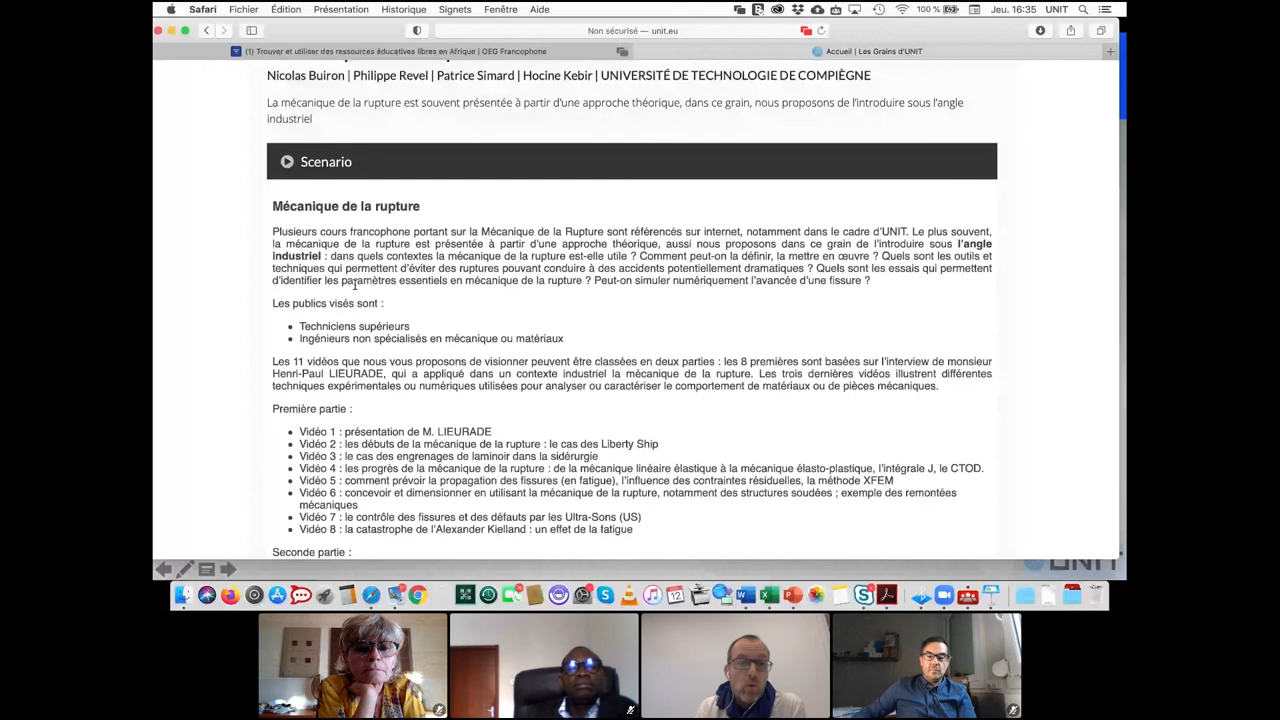 Safari Fichier Édition Présentation Historique Signets Fenêtre Aide 100 % Jeu. 16:35 UNIT
Non sécurisé — unit.eu
(1) Trouver et utiliser des ressources éducatives libres en Afrique | OEG Francophone
Accueil | Les Grains d'UNIT
Nicolas Buiron | Philippe Revel | Patrice Simard | Hocine Kebir | UNIVERSITÉ DE TECHNOLOGIE DE COMPIÈGNE
La mécanique de la rupture est souvent présentée à partir d'une approche théorique, dans ce grain, nous proposons de l'introduire sous l'angle
industriel
Scenario
Mécanique de la rupture
Plusieurs cours francophone portant sur la Mécanique de la Rupture sont référencés sur internet, notamment dans le cadre d'UNIT. Le plus souvent,
la mécanique de la rupture est présentée à partir d'une approche théorique, aussi nous proposons dans ce grain de l'introduire sous l'angle
industriel : dans quels contextes la mécanique de la rupture est-elle utile ? Comment peut-on la définir, la mettre en œuvre ? Quels sont les outils et
techniques qui permettent d'éviter des ruptures pouvant conduire à des accidents potentiellement dramatiques ? Quels sont les essais qui permettent
d'identifier les paramètres essentiels en mécanique de la rupture ? Peut-on simuler numériquement l'avancée d'une fissure ?
Les publics visés sont :
• Techniciens supérieurs
• Ingénieurs non spécialisés en mécanique ou matériaux
Les 11 vidéos que nous vous proposons de visionner peuvent être classées en deux parties : les 8 premières sont basées sur l'interview de monsieur
Henri-Paul LIEURADE, qui a appliqué dans un contexte industriel la mécanique de la rupture. Les trois dernières vidéos illustrent différentes
techniques expérimentales ou numériques utilisées pour analyser ou caractériser le comportement de matériaux ou de pièces mécaniques.
Première partie :
• Vidéo 1 : présentation de M. LIEURADE
• Vidéo 2 : les débuts de la mécanique de la rupture : le cas des Liberty Ship
• Vidéo 3 : le cas des engrenages de laminoir dans la sidérurgie
• Vidéo 4 : les progrès de la mécanique de la rupture : de la mécanique linéaire élastique à la mécanique élasto-plastique, l'intégrale J, le CTOD.
• Vidéo 5 : comment prévoir la propagation des fissures (en fatigue), l'influence des contraintes résiduelles, la méthode XFEM
• Vidéo 6 : concevoir et dimensionner en utilisant la mécanique de la rupture, notamment des structures soudées ; exemple des remontées
mécaniques
• Vidéo 7 : le contrôle des fissures et des défauts par les Ultra-Sons (US)
• Vidéo 8 : la catastrophe de l'Alexander Kielland : un effet de la fatigue
Seconde partie :